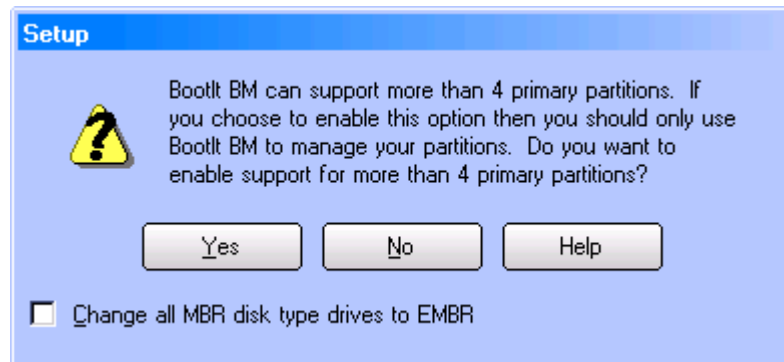 Setup
BootIt BM can support more than 4 primary partitions. If
you choose to enable this option then you should only use
BootIt BM to manage your partitions. Do you want to
enable support for more than 4 primary partitions?
Yes
No
Help
Change all MBR disk type drives to EMBR